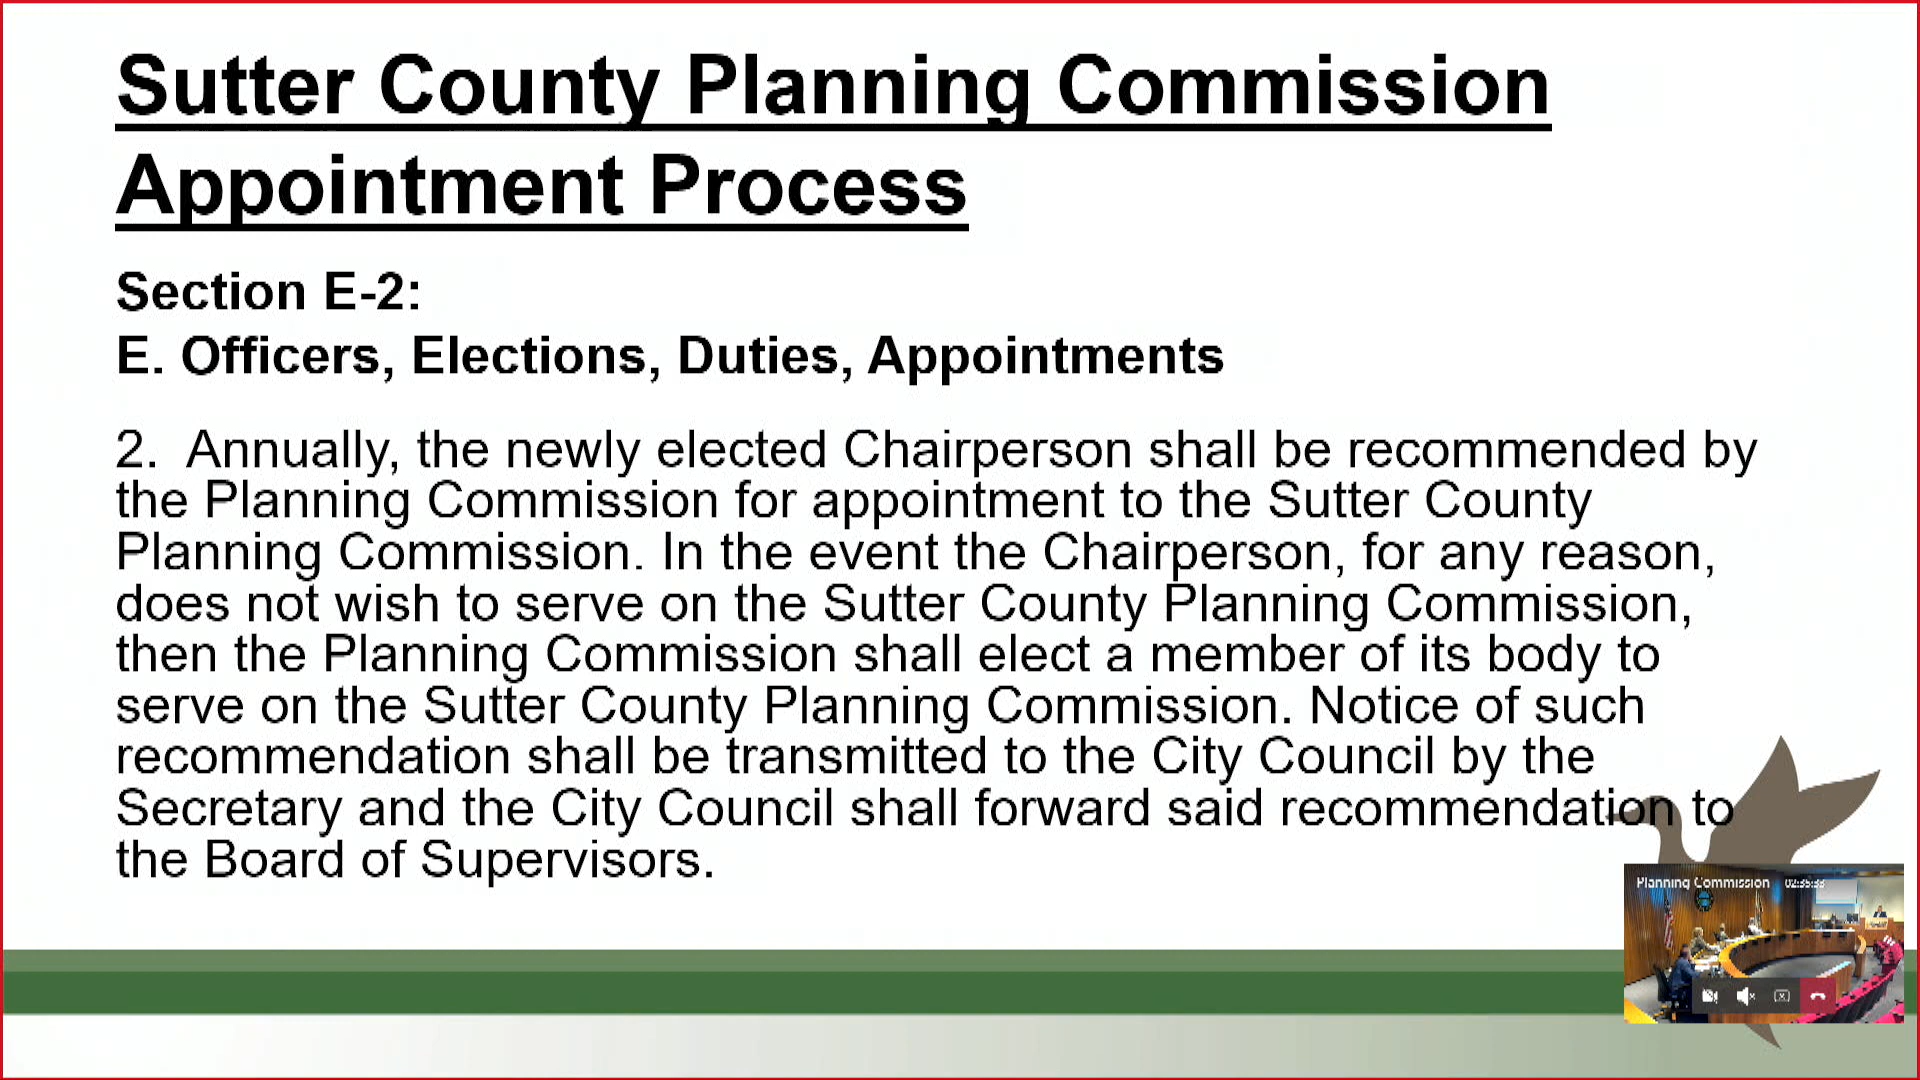 Sutter County Planning Commission
Appointment Process
Section E-2:
E. Officers, Elections, Duties, Appointments
2. Annually, the newly elected Chairperson shall be recommended by
the Planning Commission for appointment to the Sutter County
Planning Commission. In the event the Chairperson, for any reason,
does not wish to serve on the Sutter County Planning Commission,
then the Planning Commission shall elect a member of its body to
serve on the Sutter County Planning Commission. Notice of such
recommendation shall be transmitted to the City Council by the
Secretary and the City Council shall forward said recommendation to
the Board of Supervisors.
Planning Commission